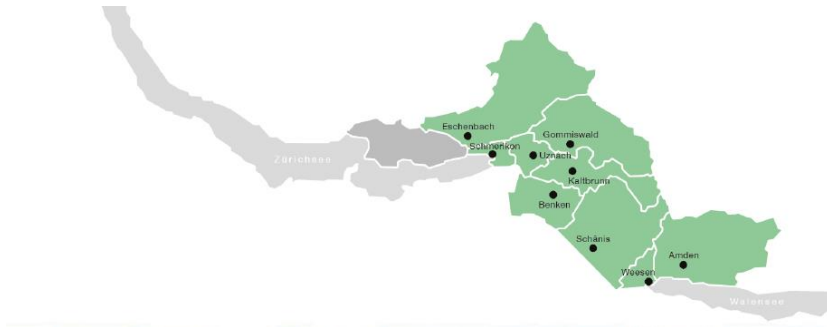 Eschenbach
Gommiswald
Schmerikon
Uznach
Zürichsee
Kaltbrunn
Benken
Schänis
Amden
Weesen
Walensee